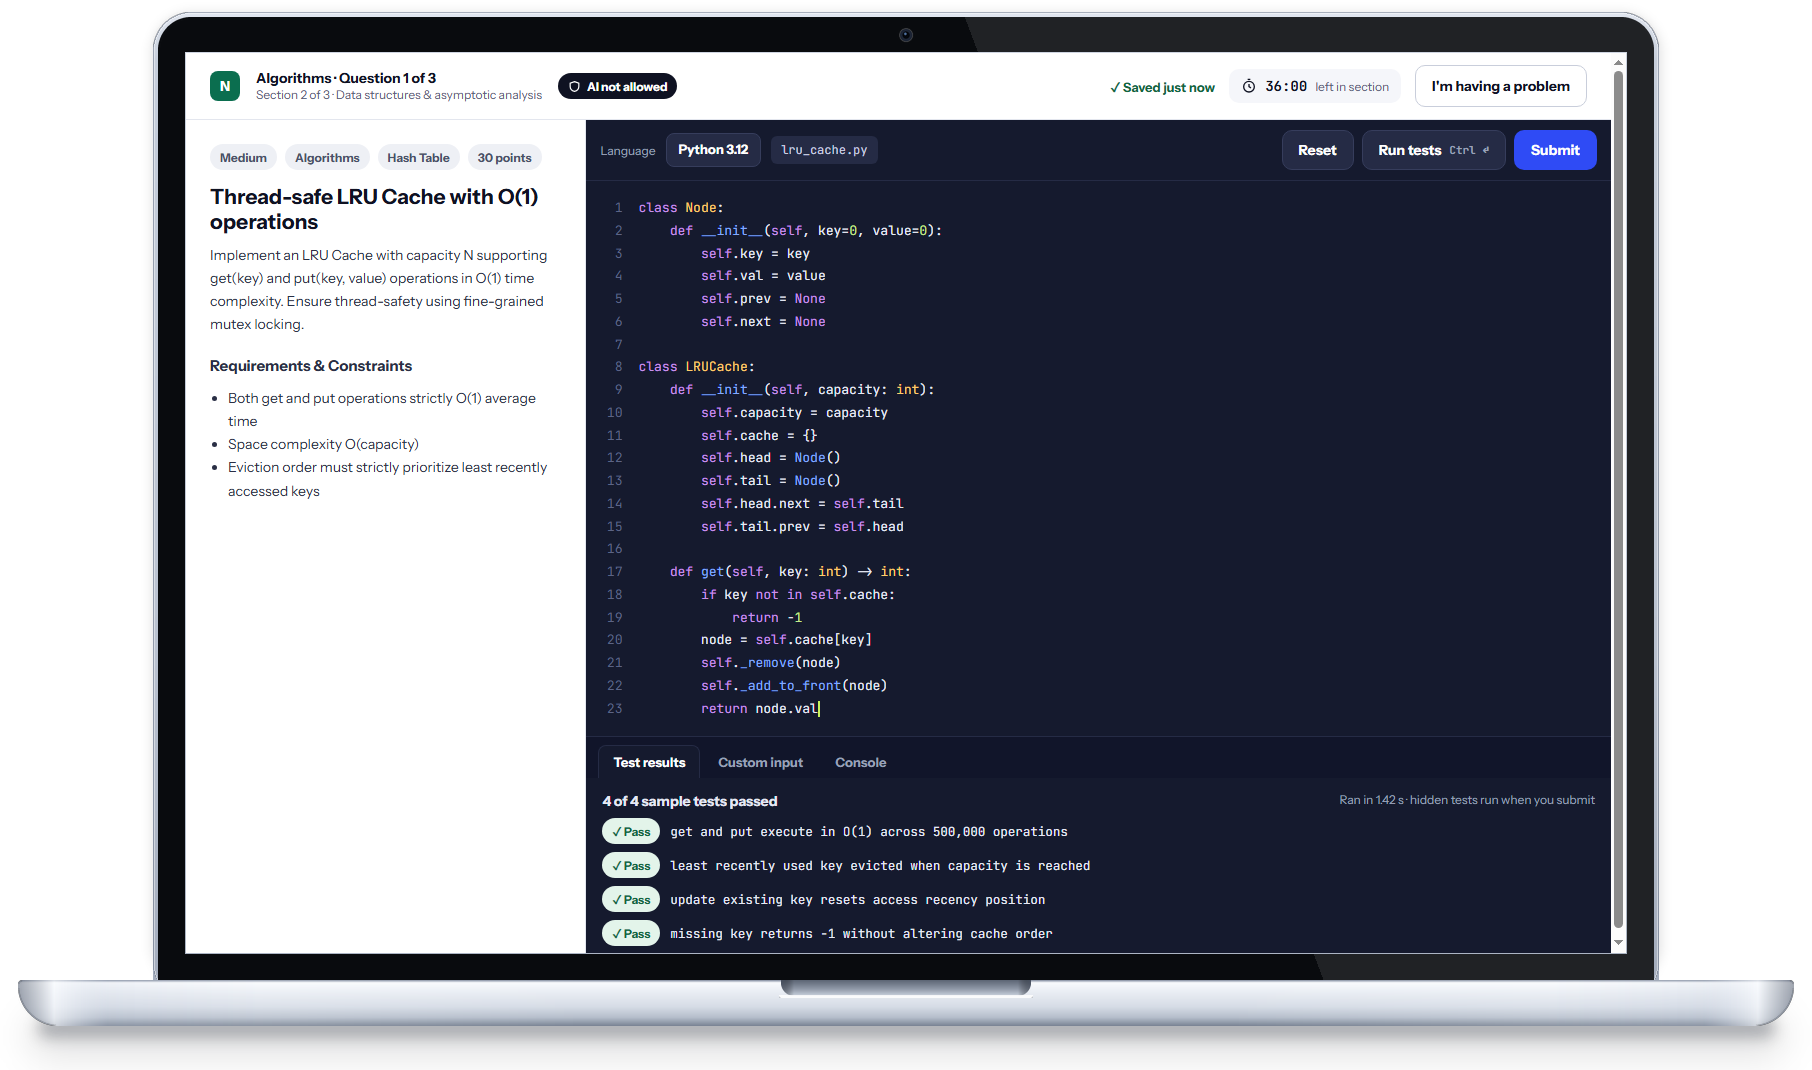 N
Algorithms · Question 1 of 3
Section 2 of 3 · Data structures & asymptotic analysis
AI not allowed
✓ Saved just now
36:00 left in section
I'm having a problem
Medium
Algorithms
Hash Table
30 points
Thread-safe LRU Cache with O(1)
operations
Implement an LRU Cache with capacity N supporting
get(key) and put(key, value) operations in O(1) time
complexity. Ensure thread-safety using fine-grained
mutex locking.
Requirements & Constraints
• Both get and put operations strictly O(1) average
time
• Space complexity O(capacity)
• Eviction order must strictly prioritize least recently
accessed keys
Language
Python 3.12
lru_cache.py
Reset
Run tests Ctrl ⏎
Submit
1 class Node:
2     def __init__(self, key=0, value=0):
3         self.key = key
4         self.val = value
5         self.prev = None
6         self.next = None
7
8 class LRUCache:
9     def __init__(self, capacity: int):
10         self.capacity = capacity
11         self.cache = {}
12         self.head = Node()
13         self.tail = Node()
14         self.head.next = self.tail
15         self.tail.prev = self.head
16
17     def get(self, key: int) -> int:
18         if key not in self.cache:
19             return -1
20         node = self.cache[key]
21         self._remove(node)
22         self._add_to_front(node)
23         return node.val
Test results
Custom input
Console
4 of 4 sample tests passed
Ran in 1.42 s · hidden tests run when you submit
✓ Pass get and put execute in O(1) across 500,000 operations
✓ Pass least recently used key evicted when capacity is reached
✓ Pass update existing key resets access recency position
✓ Pass missing key returns -1 without altering cache order